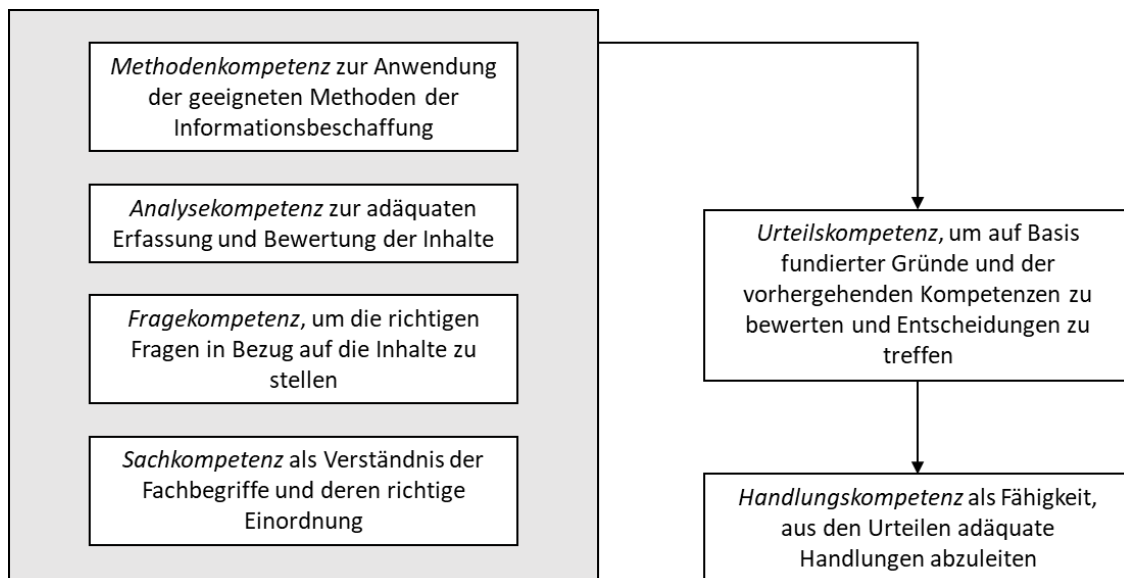 Methodenkompetenz zur Anwendung
der geeigneten Methoden der
Informationsbeschaffung
Analysekompetenz zur adäquaten
Erfassung und Bewertung der Inhalte
Fragekompetenz, um die richtigen
Fragen in Bezug auf die Inhalte zu
stellen
Sachkompetenz als Verständnis der
Fachbegriffe und deren richtige
Einordnung
Urteilskompetenz, um auf Basis
fundierter Gründe und der
vorhergehenden Kompetenzen zu
bewerten und Entscheidungen zu
treffen
Handlungskompetenz als Fähigkeit,
aus den Urteilen adäquate
Handlungen abzuleiten